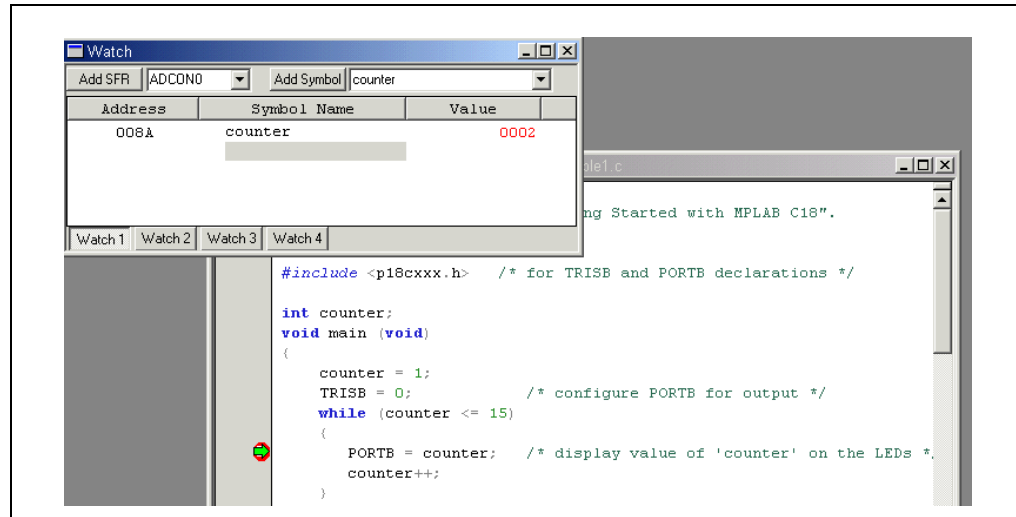 Watch
Add SFR ADCON0 Add Symbol counter
Address Symbol Name Value
008A counter 0002
Watch 1 Watch 2 Watch 3 Watch 4
ple1.c
ng Started with MPLAB C18".
#include <p18cxxx.h> /* for TRISB and PORTB declarations */
int counter;
void main (void)
{
counter = 1;
TRISB = 0; /* configure PORTB for output */
while (counter <= 15)
{
PORTB = counter; /* display value of 'counter' on the LEDs *
counter++;
}